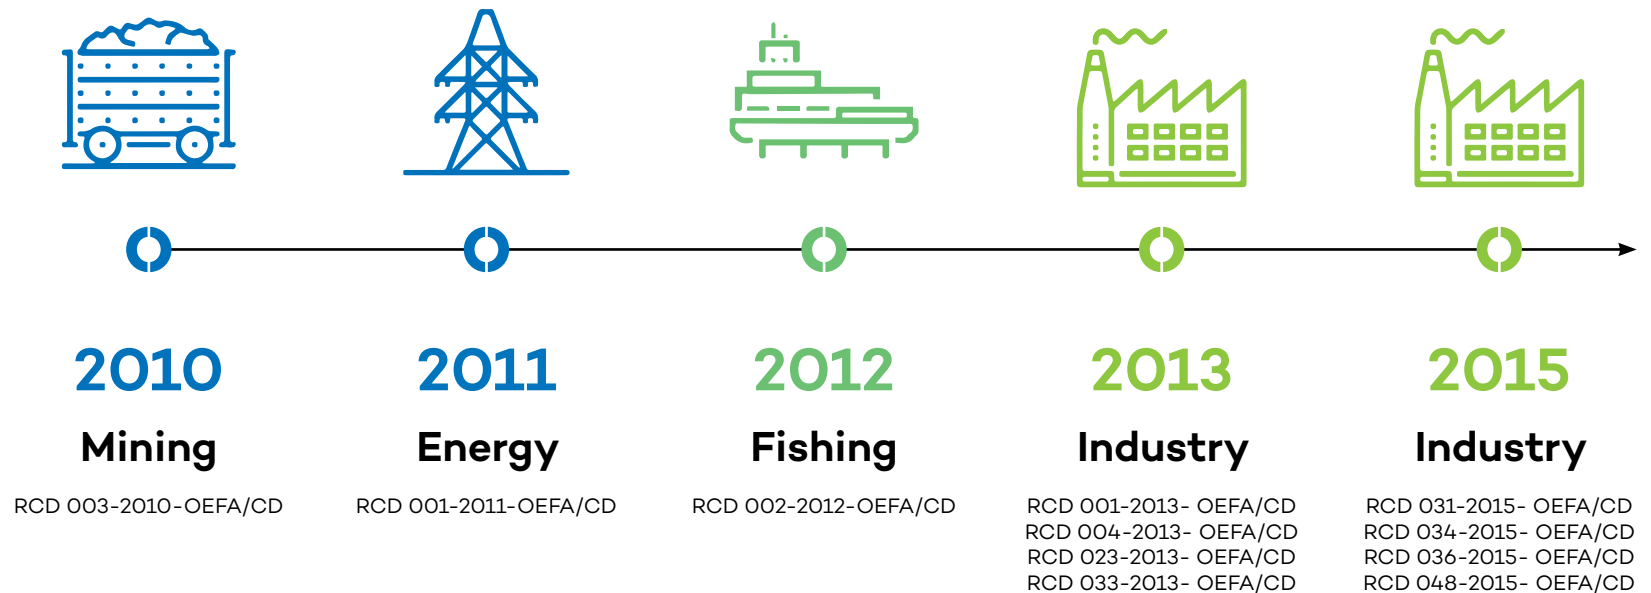 2010
Mining
RCD 003-2010-OEFA/CD
2011
Energy
RCD 001-2011-OEFA/CD
2012
Fishing
RCD 002-2012-OEFA/CD
2013
Industry
RCD 001-2013- OEFA/CD
RCD 004-2013- OEFA/CD
RCD 023-2013- OEFA/CD
RCD 033-2013- OEFA/CD
2015
Industry
RCD 031-2015- OEFA/CD
RCD 034-2015- OEFA/CD
RCD 036-2015- OEFA/CD
RCD 048-2015- OEFA/CD